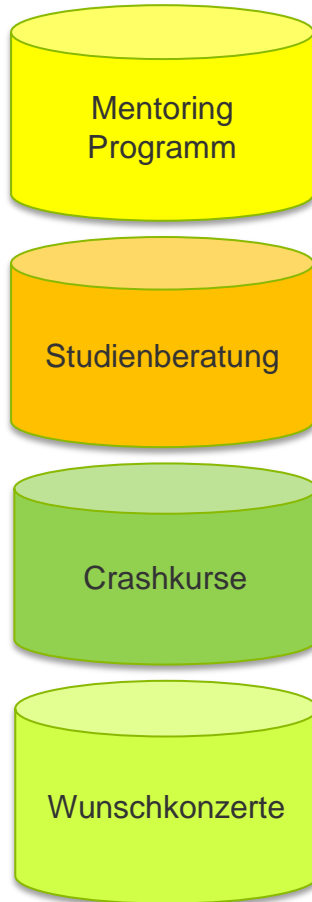 Mentoring
Programm
Studienberatung
Crashkurse
Wunschkonzerte